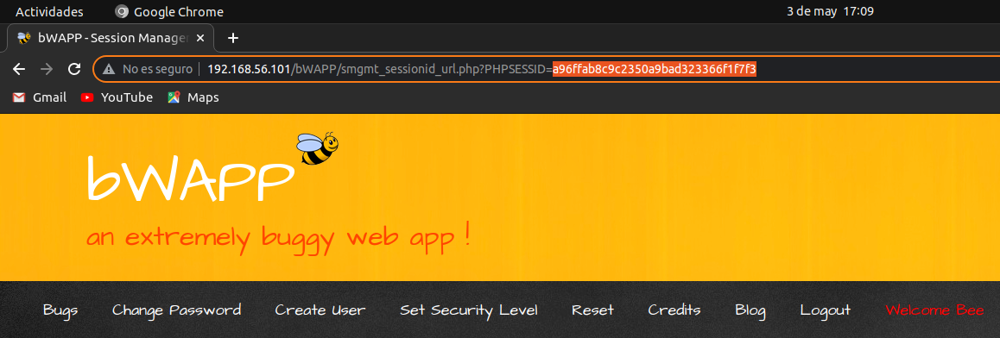 Actividades Google Chrome 3 de may 17:09
bWAPP - Session Manager
No es seguro 192.168.56.101/bWAPP/smgmt_sessionid_url.php?PHPSESSID=a96ffab8c9c2350a9bad323366f1f7f3
Gmail YouTube Maps
bWAPP
an extremely buggy web app !
Bugs Change Password Create User Set Security Level Reset Credits Blog Logout Welcome Bee